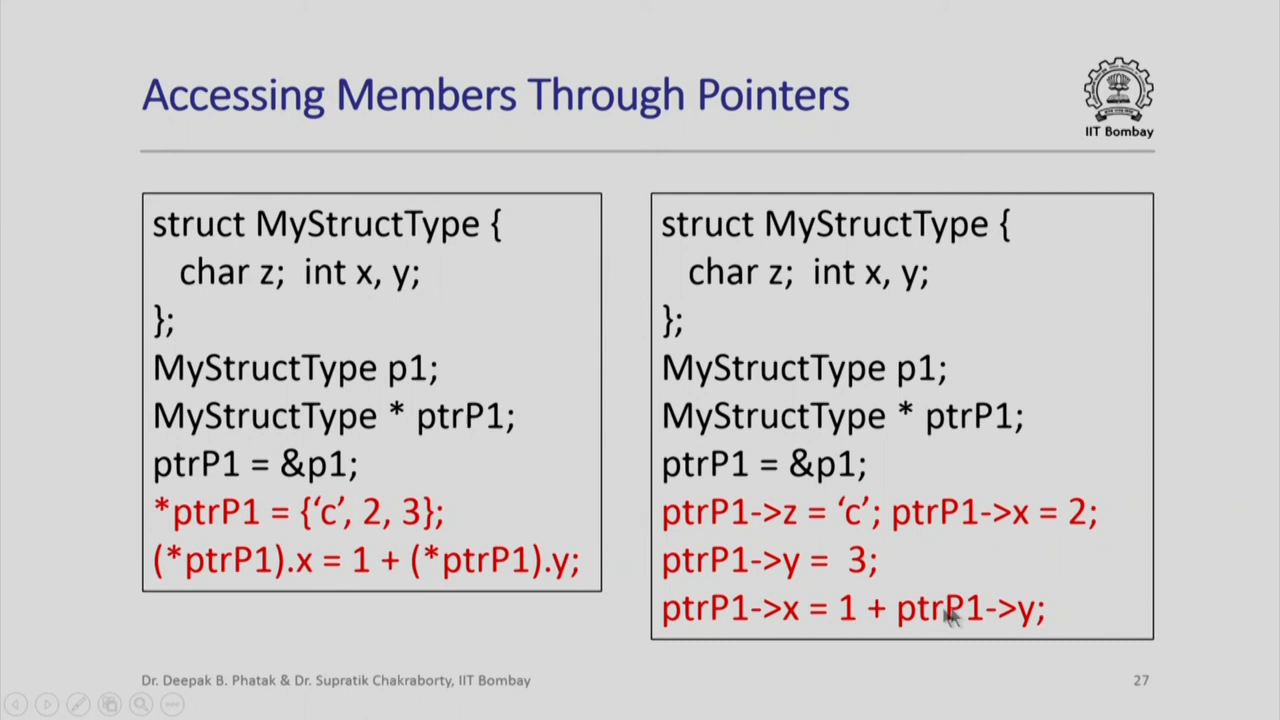 Accessing Members Through Pointers
IIT Bombay
struct MyStructType {
char z;  int x, y;
};
MyStructType p1;
MyStructType * ptrP1;
ptrP1 = &p1;
*ptrP1 = {‘c’, 2, 3};
(*ptrP1).x = 1 + (*ptrP1).y;
struct MyStructType {
char z;  int x, y;
};
MyStructType p1;
MyStructType * ptrP1;
ptrP1 = &p1;
ptrP1->z = ‘c’; ptrP1->x = 2;
ptrP1->y =  3;
ptrP1->x = 1 + ptrP1->y;
Dr. Deepak B. Phatak & Dr. Supratik Chakraborty, IIT Bombay
27